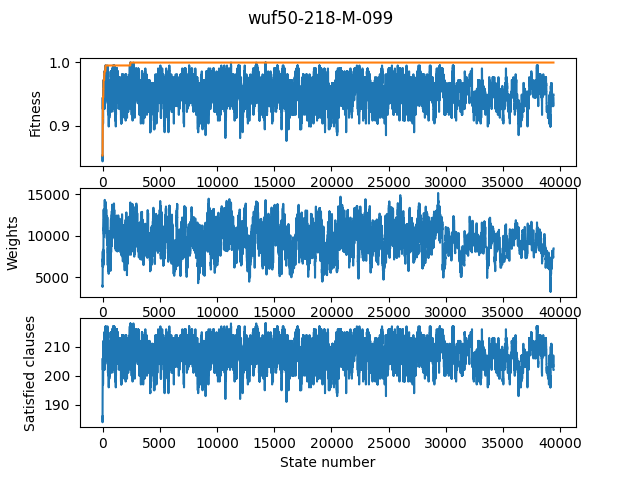 wuf50-218-M-099
1.0
0.9
Fitness
0 5000 10000 15000 20000 25000 30000 35000 40000
15000
10000
5000
Weights
0 5000 10000 15000 20000 25000 30000 35000 40000
210
200
190
Satisfied clauses
0 5000 10000 15000 20000 25000 30000 35000 40000
State number